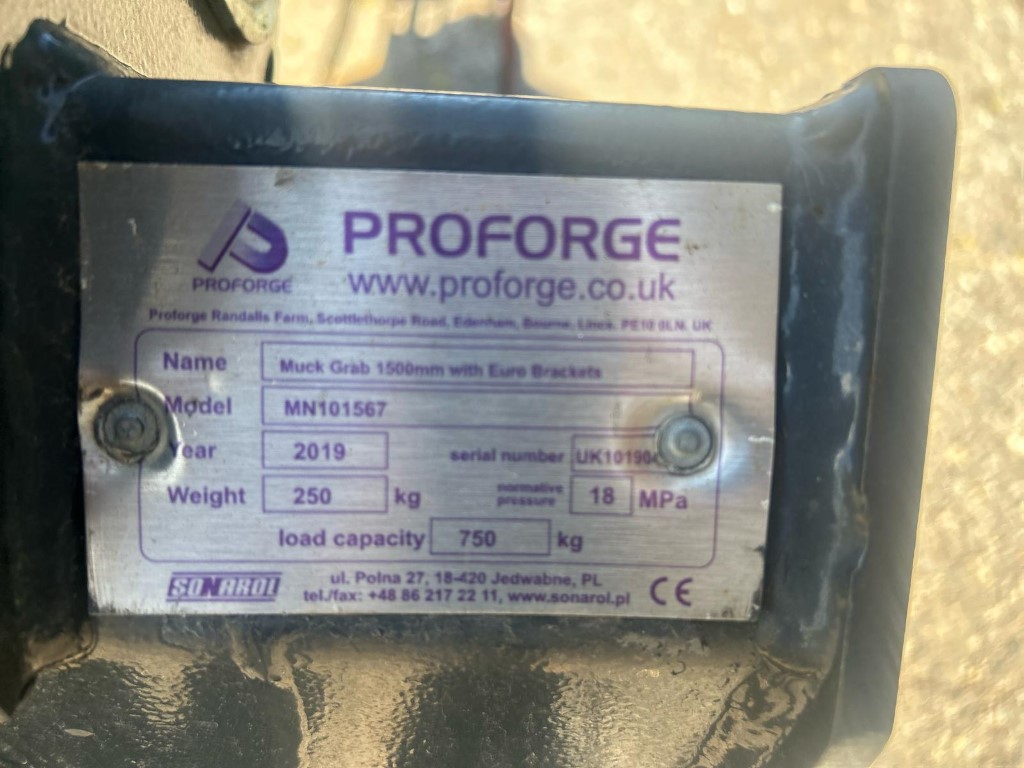 PROFORGE
PROFORGE
www.proforge.co.uk
Proforge Randalls Farm, Scottlethorpe Road, Edenham, Bourne, Lincs. PE10 0LN. UK
Name Muck Grab 1500mm with Euro Brackets
Model MN101567
Year 2019 serial number
Weight 250 kg normative pressure 18 MPa
load capacity 750 kg
SONAROL
ul. Polna 27, 18-420 Jedwabne, PL
tel./fax: +48 86 217 22 11, www.sonarol.pl CE